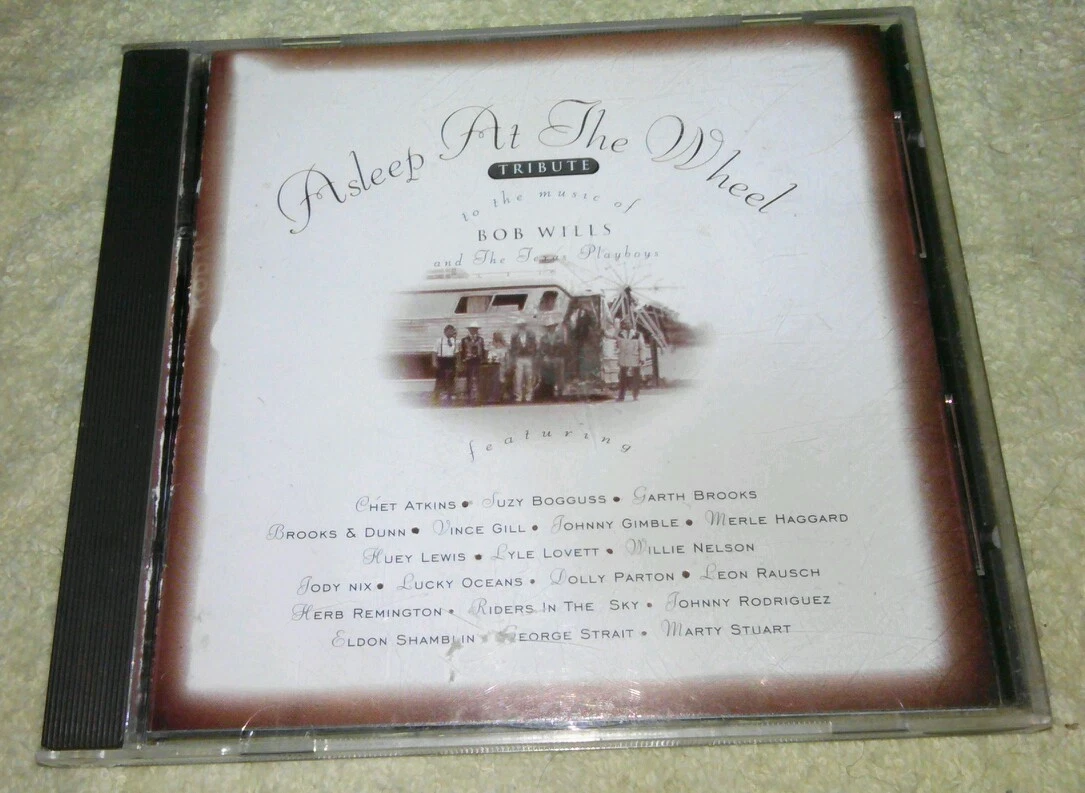 Asleep At The Wheel
TRIBUTE
to the music of
BOB WILLS
and The Texas Playboys
featuring
CHET ATKINS • SUZY BOGGUSS • GARTH BROOKS
BROOKS & DUNN • VINCE GILL • JOHNNY GIMBLE • MERLE HAGGARD
HUEY LEWIS • LYLE LOVETT • WILLIE NELSON
JODY NIX • LUCKY OCEANS • DOLLY PARTON • LEON RAUSCH
HERB REMINGTON • RIDERS IN THE SKY • JOHNNY RODRIGUEZ
ELDON SHAMBLIN • GEORGE STRAIT • MARTY STUART